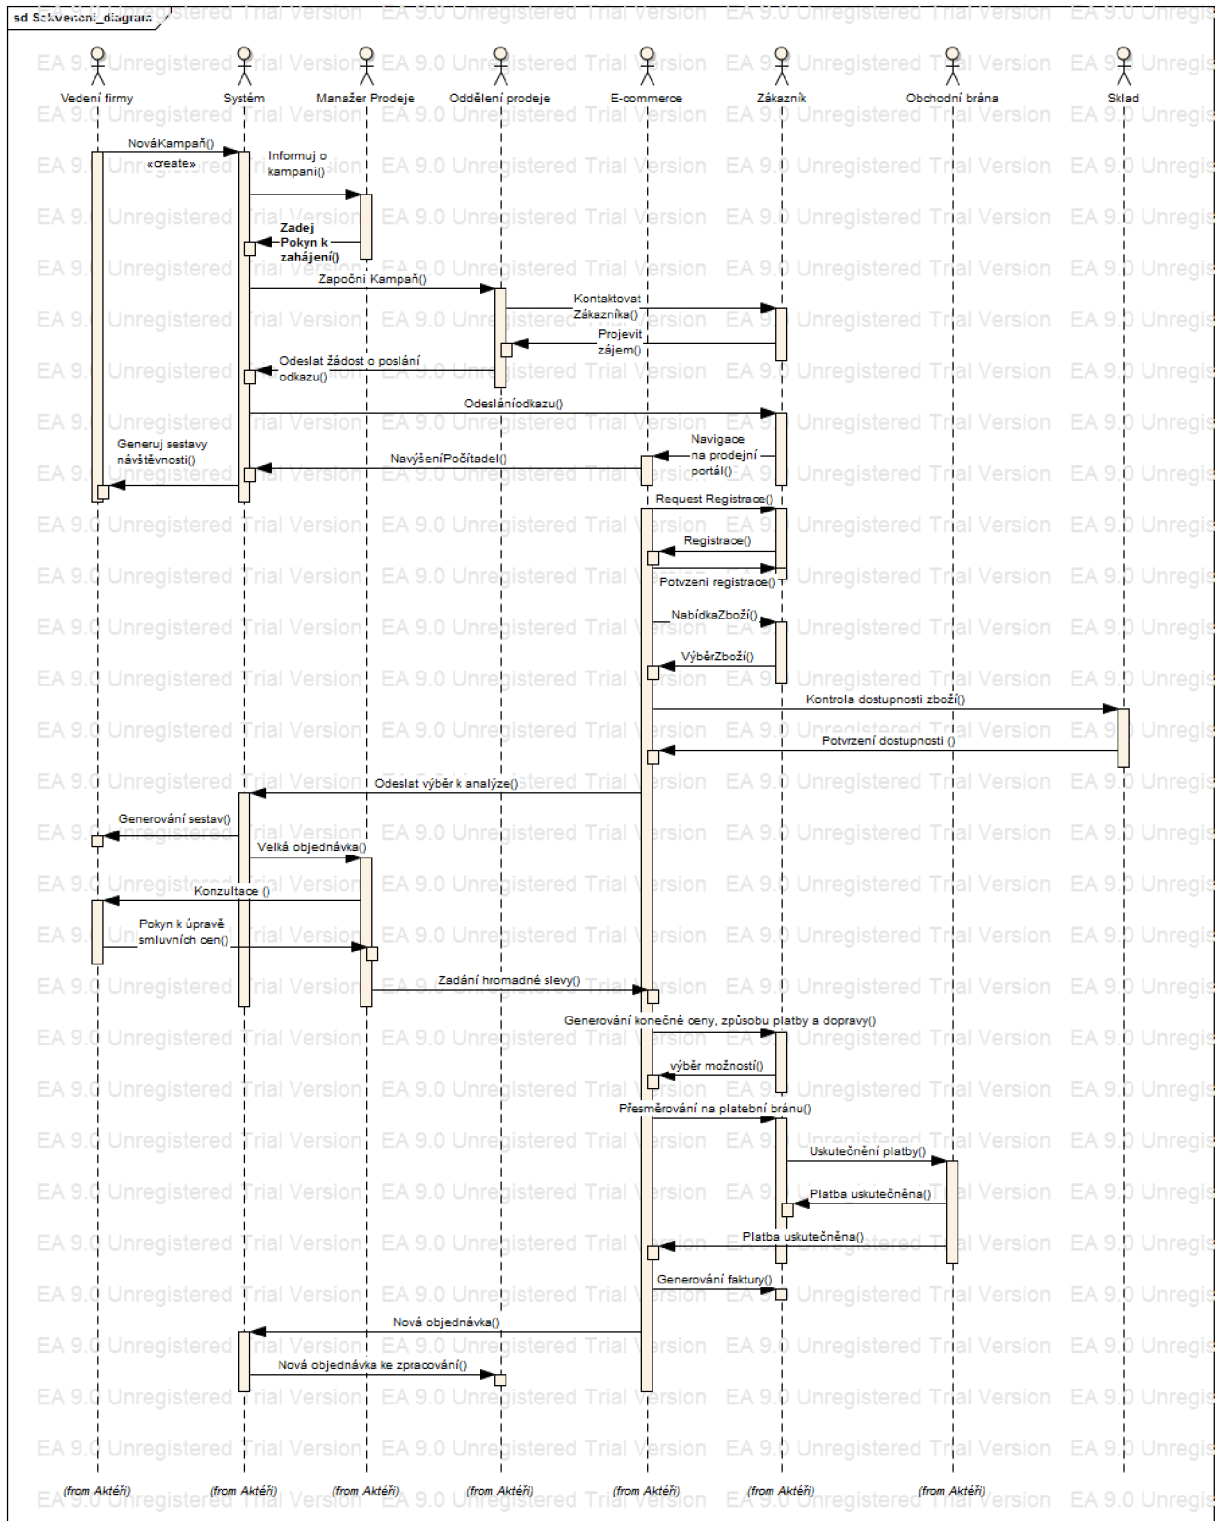 sd Sekvencni_diagram
Vedení firmy
Systém
Manažer Prodeje
Oddělení prodeje
E-commerce
Zákazník
Obchodní brána
Sklad
NováKampaň()
«create»
Informuj o
kampani()
Zadej
Pokyn k
zahájení()
Započni Kampaň()
Kontaktovat
Zákazníka()
Projevit
zájem()
Odeslat žádost o poslání
odkazu()
Odesláníodkazu()
Navigace
na prodejní
portál()
Generuj sestavy
návštěvnosti()
NavýšeníPočítadel()
Request Registrace()
Registrace()
Potvzeni registrace()
NabídkaZboží()
VýběrZboží()
Kontrola dostupnosti zboží()
Potvrzení dostupnosti ()
Odeslat výběr k analýze()
Generování sestav()
Velká objednávka()
Konzultace ()
Pokyn k úpravě
smluvních cen()
Zadání hromadné slevy()
Generování konečné ceny, způsobu platby a dopravy()
výběr možností()
Přesměrování na platební bránu()
Uskutečnění platby()
Platba uskutečněna()
Platba uskutečněna()
Generování faktury()
Nová objednávka()
Nová objednávka ke zpracování()
(from Aktéři)
(from Aktéři)
(from Aktéři)
(from Aktéři)
(from Aktéři)
(from Aktéři)
(from Aktéři)
EA 9.0 Unregistered Trial Version